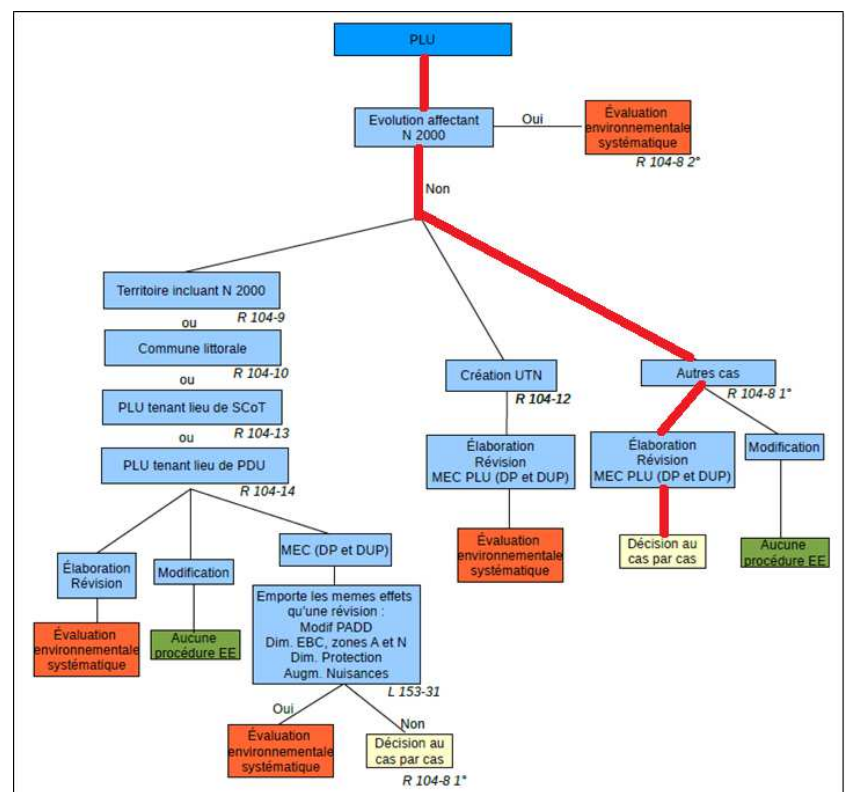 PLU
Evolution affectant
N 2000
Oui
Évaluation
environnementale
systématique
R 104-8 2°
Non
Territoire incluant N 2000
R 104-9
ou
Commune littorale
R 104-10
ou
PLU tenant lieu de SCoT
R 104-13
ou
PLU tenant lieu de PDU
R 104-14
Élaboration
Révision
Évaluation
environnementale
systématique
Modification
Aucune
procédure EE
MEC (DP et DUP)
Emporte les memes effets
qu'une révision :
Modif PADD
Dim. EBC, zones A et N
Dim. Protection
Augm. Nuisances
L 153-31
Oui
Évaluation
environnementale
systématique
Non
Décision au
cas par cas
R 104-8 1°
Création UTN
R 104-12
Élaboration
Révision
MEC PLU (DP et DUP)
Évaluation
environnementale
systématique
Autres cas
R 104-8 1°
Élaboration
Révision
MEC PLU (DP et DUP)
Décision au
cas par cas
Modification
Aucune
procédure EE